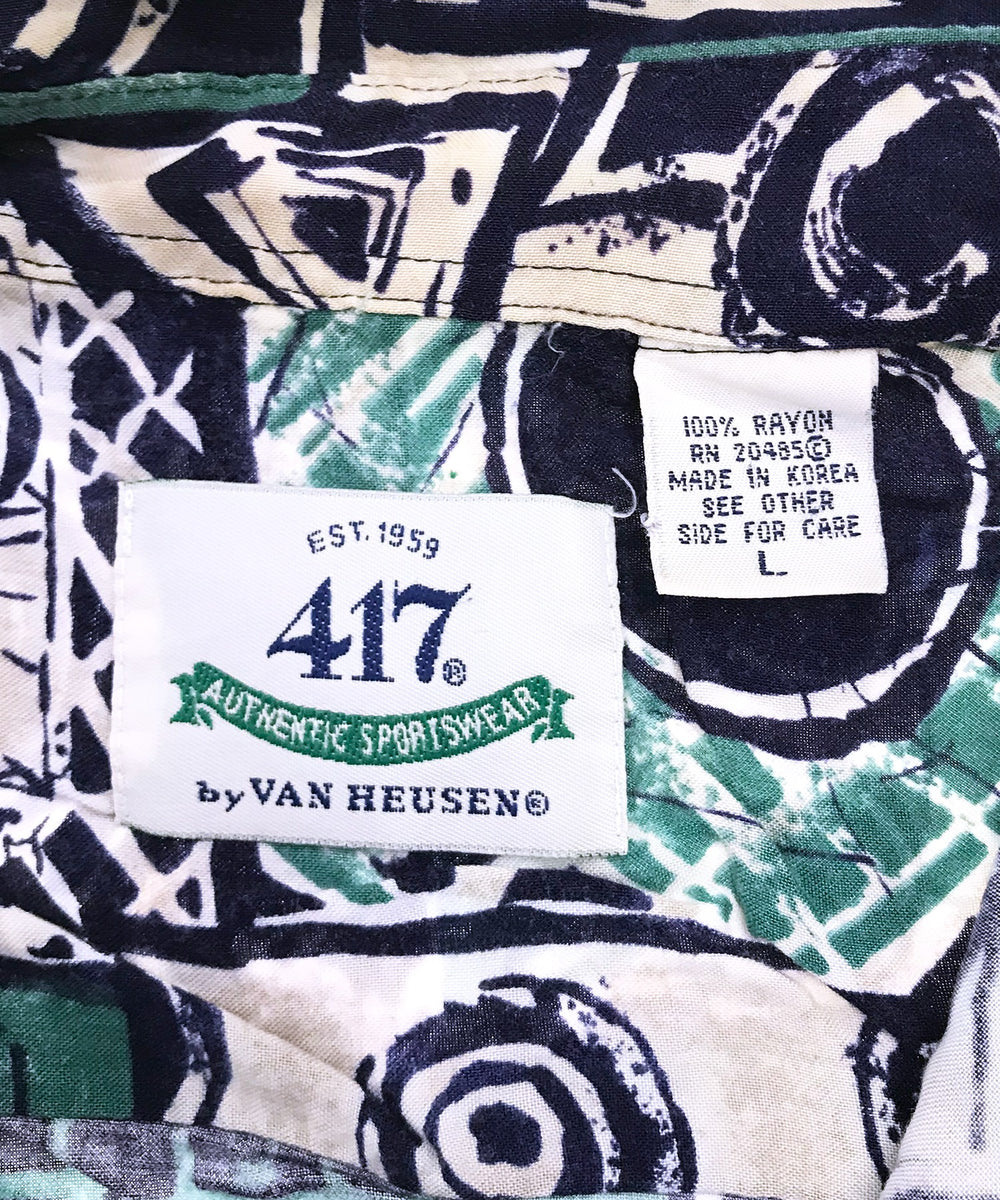 100% RAYON
RN 20485©
MADE IN KOREA
SEE OTHER
SIDE FOR CARE
L
EST. 1959
417®
AUTHENTIC SPORTSWEAR
by VAN HEUSEN®